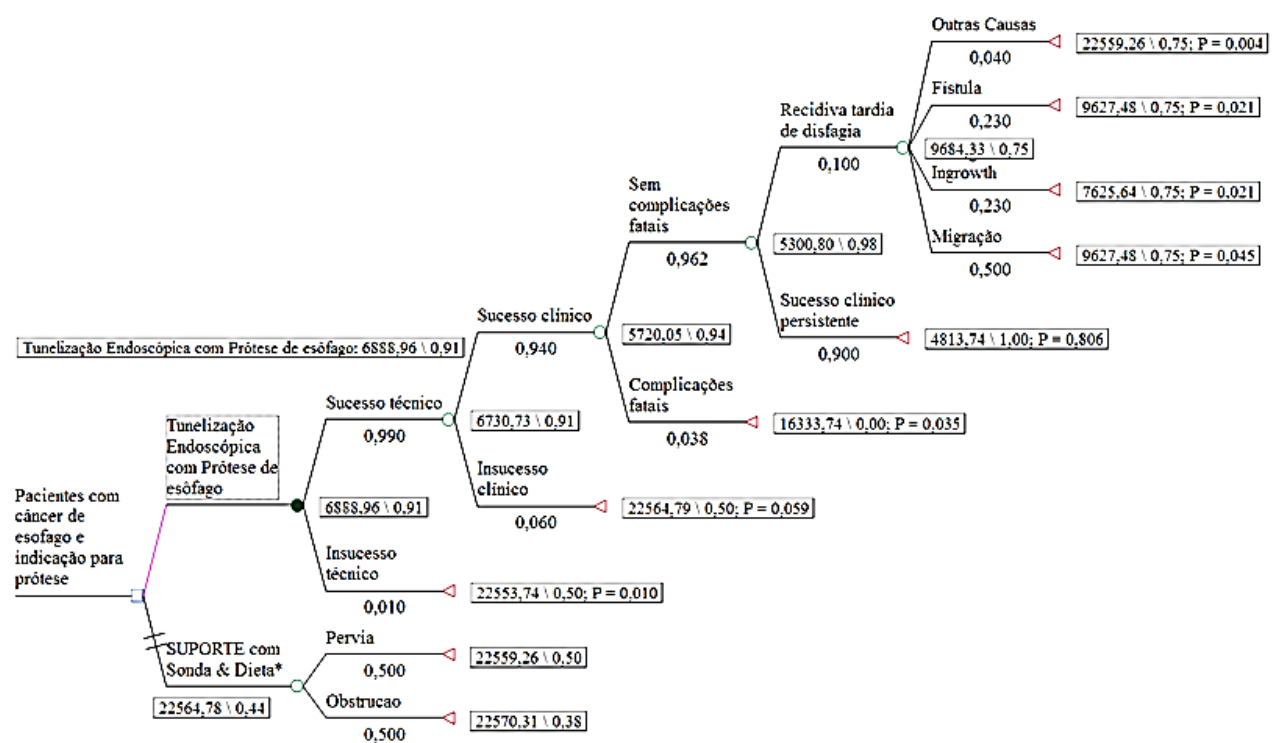 Outras Causas
0,040
22559,26 \ 0,75; P = 0,004
Fístula
0,230
9627,48 \ 0,75; P = 0,021
Recidiva tardia
de disfagia
0,100
9684,33 \ 0,75
Ingrowth
0,230
7625,64 \ 0,75; P = 0,021
Migração
0,500
9627,48 \ 0,75; P = 0,045
Sem
complicações
fatais
0,962
5300,80 \ 0,98
Sucesso clínico
persistente
0,900
4813,74 \ 1,00; P = 0,806
Sucesso clínico
0,940
5720,05 \ 0,94
Complicações
fatais
0,038
16333,74 \ 0,00; P = 0,035
Tunelização Endoscópica com Prótese de esôfago: 6888,96 \ 0,91
Sucesso técnico
0,990
6730,73 \ 0,91
Insucesso
clínico
0,060
22564,79 \ 0,50; P = 0,059
Tunelização
Endoscópica
com Prótese de
esôfago
6888,96 \ 0,91
Insucesso
técnico
0,010
22553,74 \ 0,50; P = 0,010
Pacientes com
câncer de
esofago e
indicação para
prótese
SUPORTE com
Sonda & Dieta*
22564,78 \ 0,44
Pervia
0,500
22559,26 \ 0,50
Obstrucao
0,500
22570,31 \ 0,38